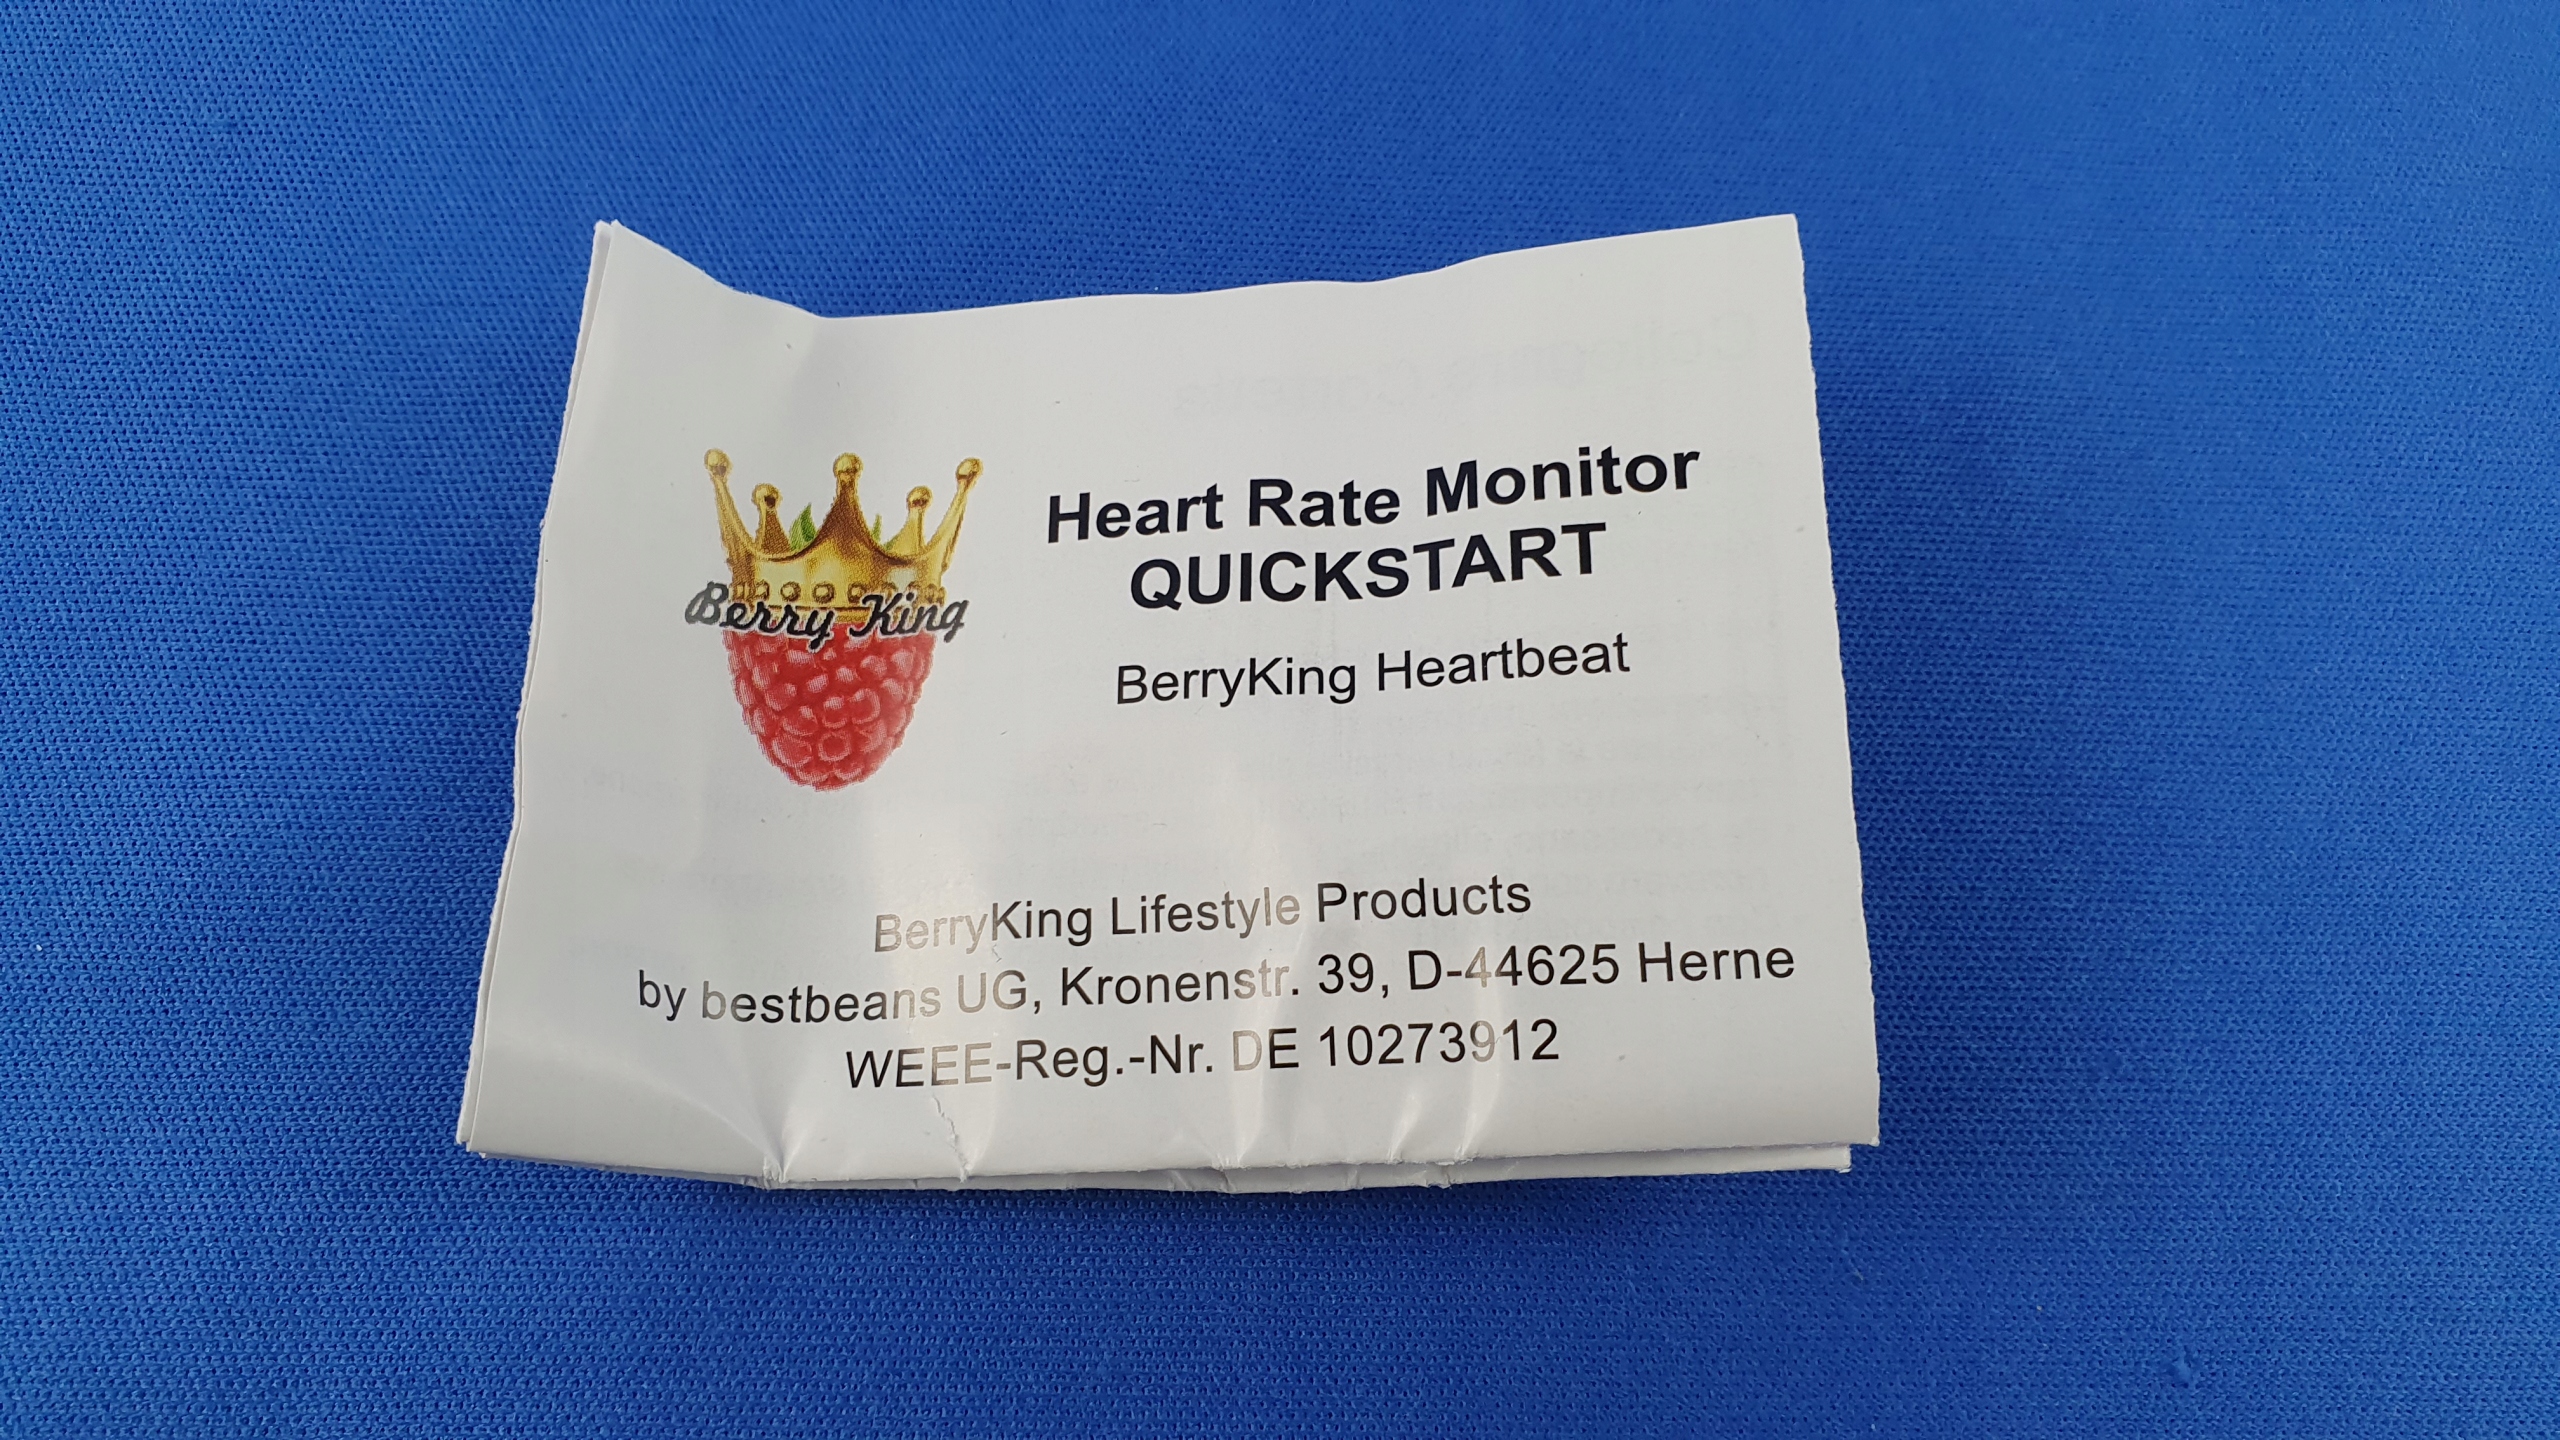 Berry King
Heart Rate Monitor
QUICKSTART
BerryKing Heartbeat
BerryKing Lifestyle Products
by bestbeans UG, Kronenstr. 39, D-44625 Herne
WEEE-Reg.-Nr. DE 10273912